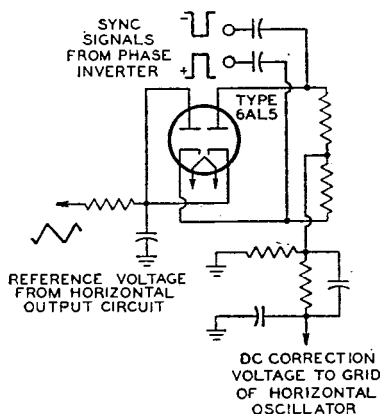 SYNC
SIGNALS
FROM PHASE
INVERTER
−
+
TYPE
6AL5
REFERENCE VOLTAGE
FROM HORIZONTAL
OUTPUT CIRCUIT
DC CORRECTION
VOLTAGE TO GRID
OF HORIZONTAL
OSCILLATOR